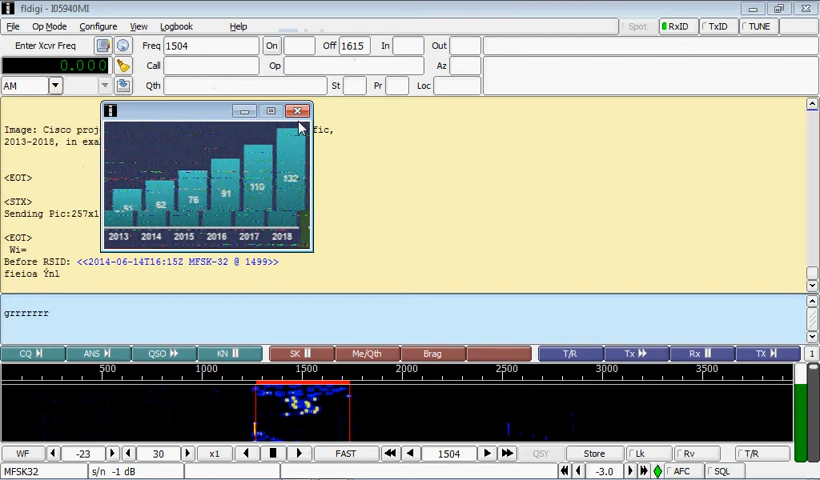 fldigi - I05940MI
File Op Mode Configure View Logbook Help Spot RxID TxID TUNE
Enter Xcvr Freq Freq 1504 On Off 1615 In Out
0.000 Call Op Az
AM Qth St Pr Loc
Image: Cisco fic,
2013-2018, in
<EOT>
<STX>
Sending Pic:257x1
<EOT>
Wi=
Before RSID: <<2014-06-14T16:15Z MFSK-32 @ 1499>>
fieioa Ýnl
51 62 76 91 110 132
2013 2014 2015 2016 2017 2018
grrrrrrr
CQ ANS QSO KN SK Me/Qth Brag T/R Tx Rx TX 1
500 1000 1500 2000 2500 3000 3500
WF -23 30 x1 FAST 1504 QSY Store Lk Rv T/R
MFSK32 s/n -1 dB -3.0 AFC SQL